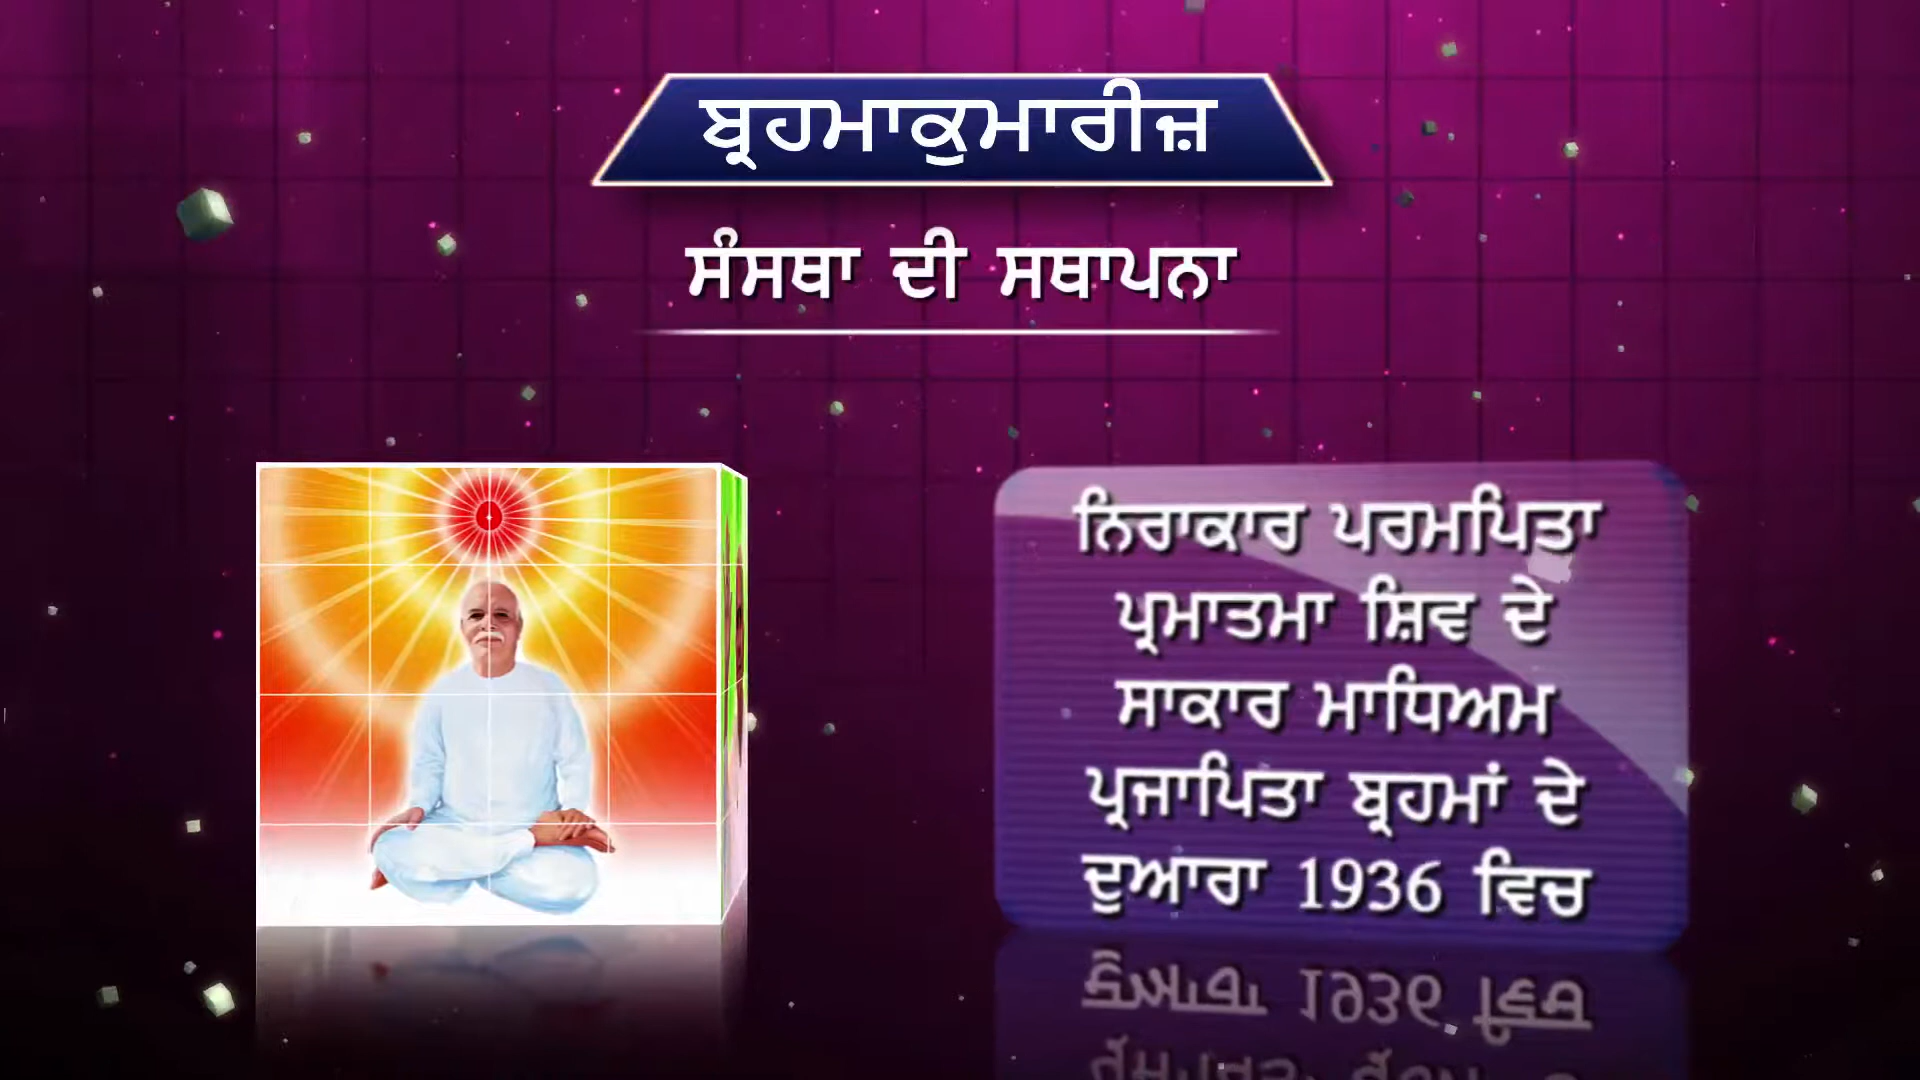 ਬ੍ਰਹਮਾਕੁਮਾਰੀਜ਼
ਸੰਸਥਾ ਦੀ ਸਥਾਪਨਾ
ਨਿਰਾਕਾਰ ਪਰਮਪਿਤਾ
ਪ੍ਰਮਾਤਮਾ ਸ਼ਿਵ ਦੇ
ਸਾਕਾਰ ਮਾਧਿਅਮ
ਪ੍ਰਜਾਪਿਤਾ ਬ੍ਰਹਮਾਂ ਦੇ
ਦੁਆਰਾ 1936 ਵਿਚ